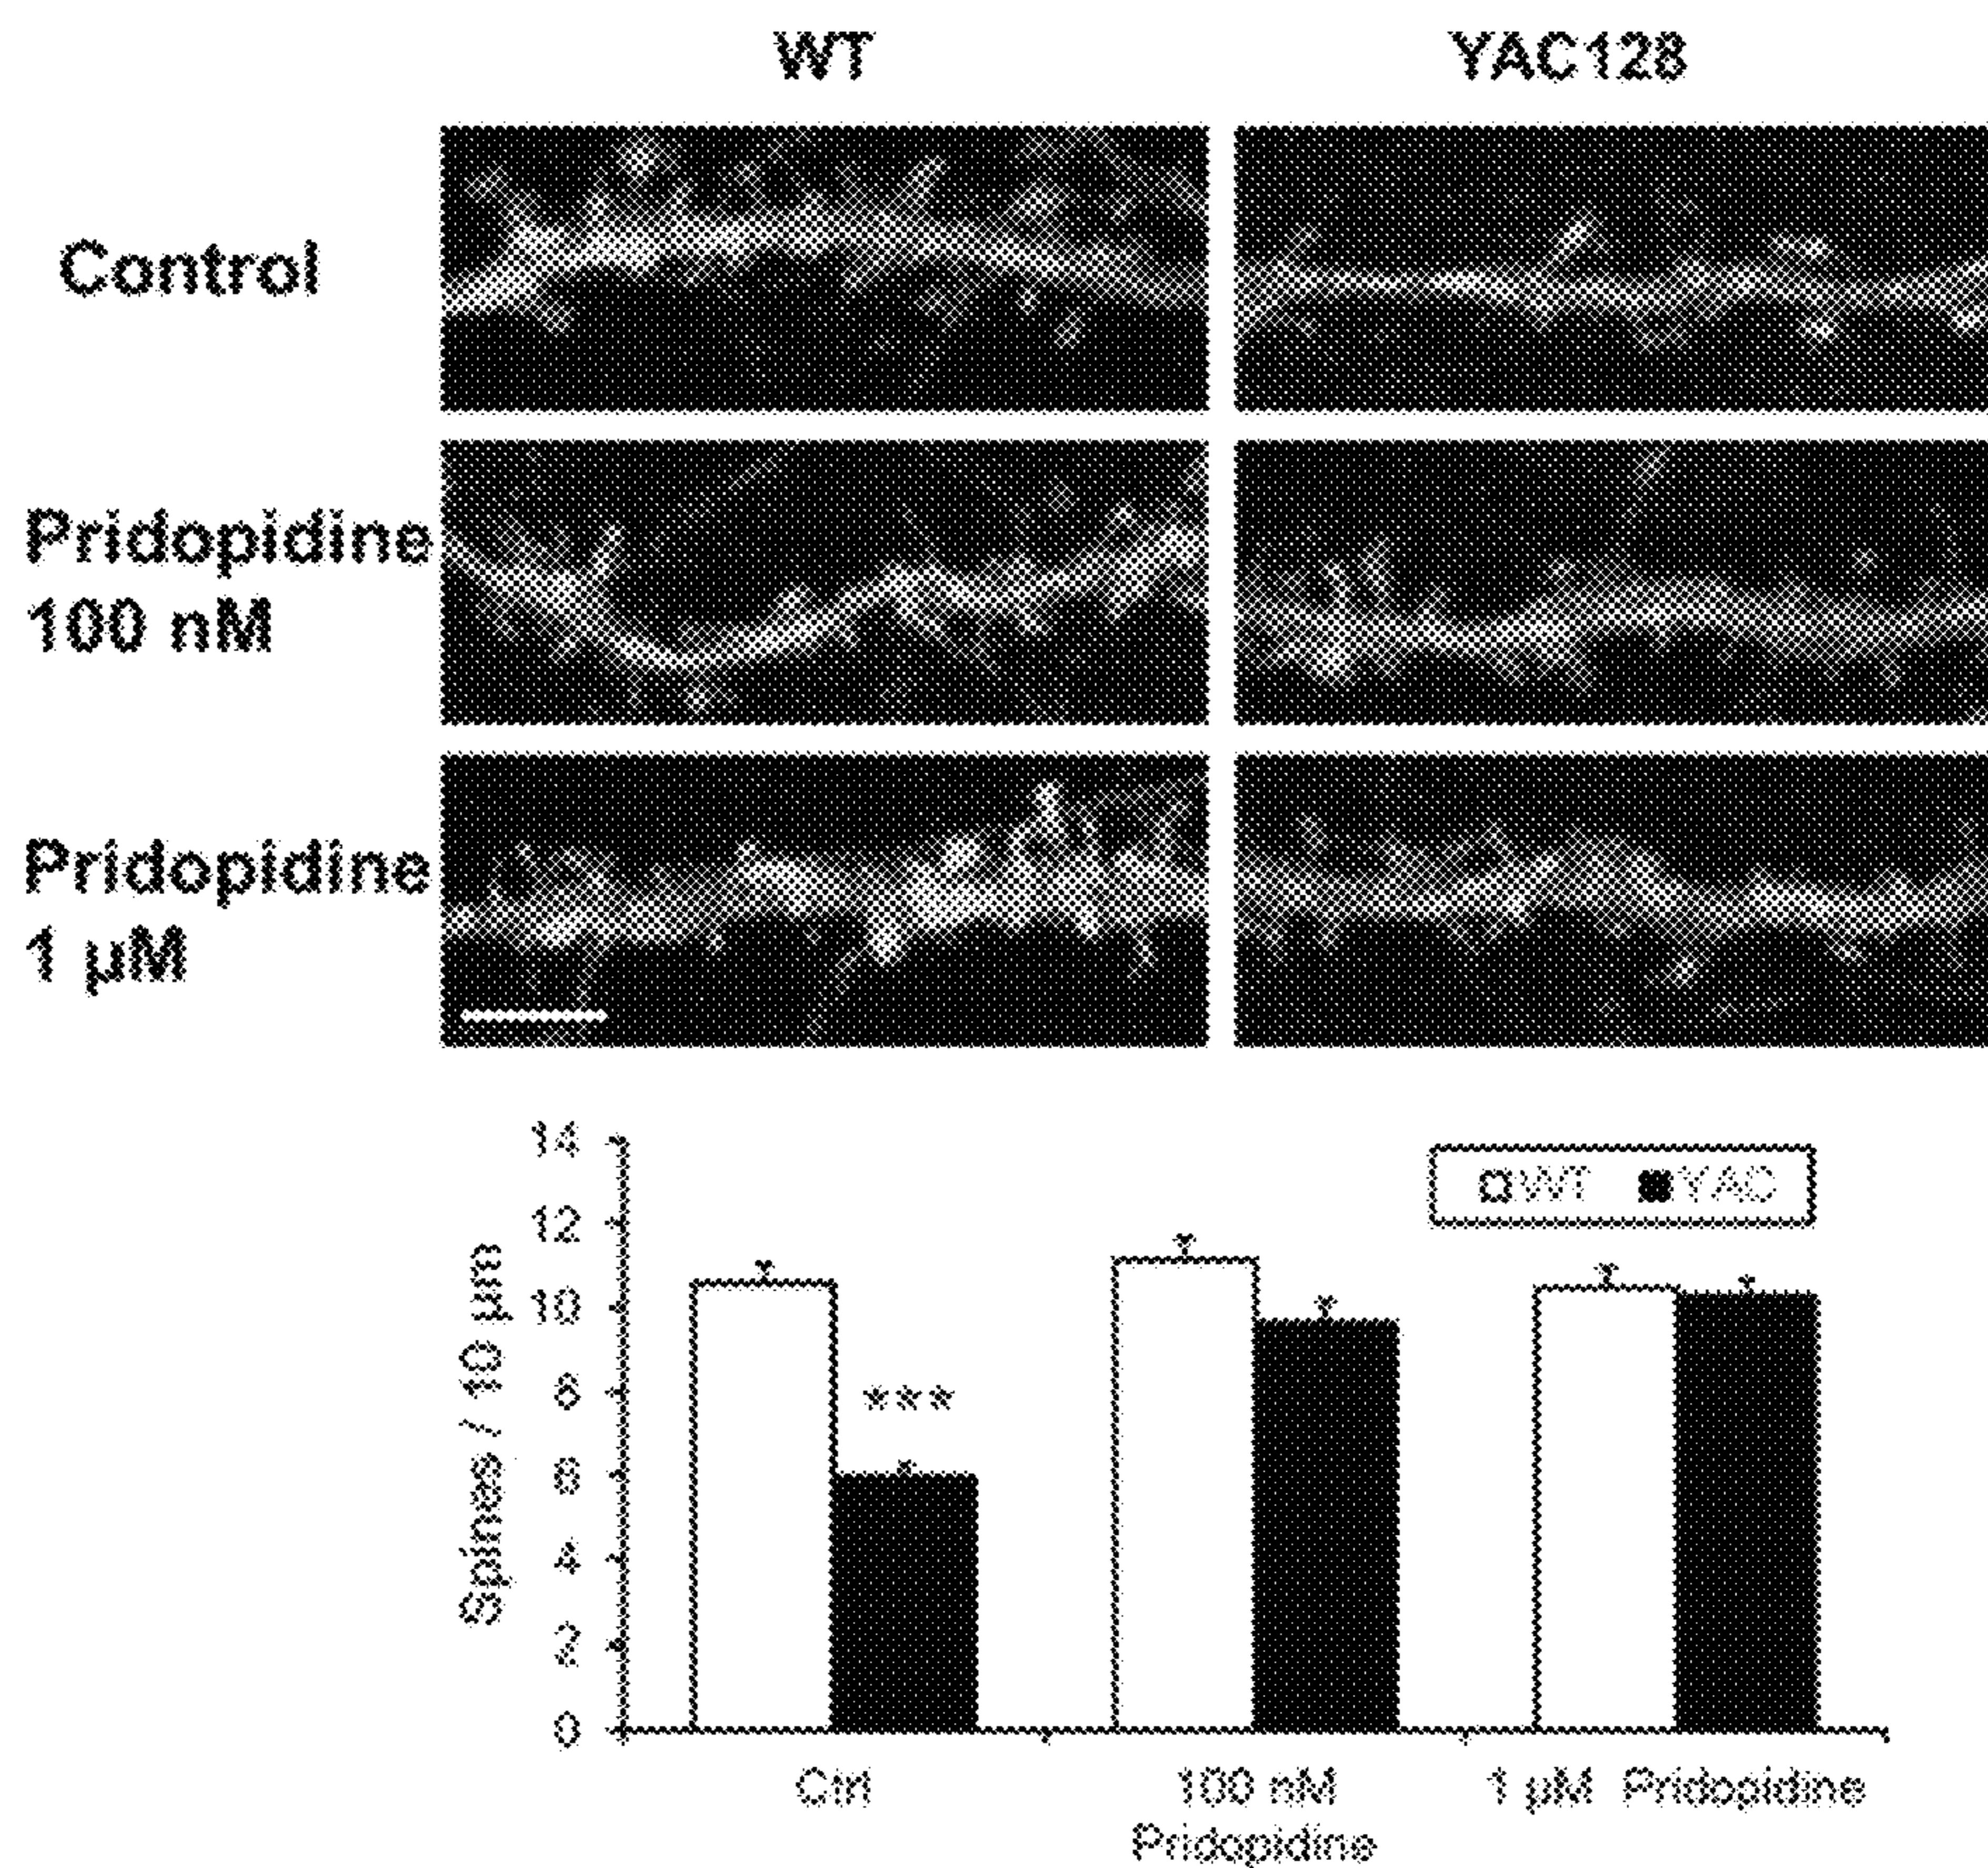 WT YAC128
Control
Pridopidine
100 nM
Pridopidine
1 µM
14
12
10
8
6
4
2
0
Spines / 10 µm
WT YAC
***
Ctrl 100 nM 1 µM Pridopidine
Pridopidine